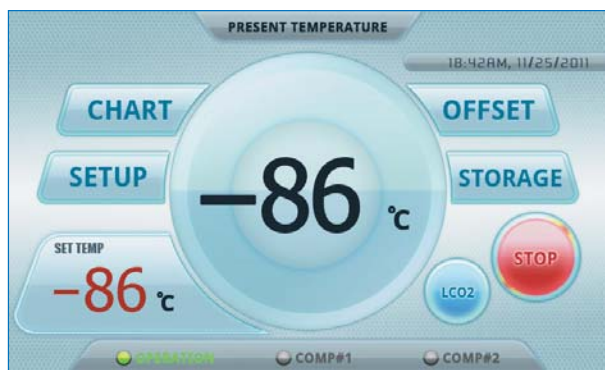 PRESENT TEMPERATURE
18:42AM, 11/25/2011
CHART
OFFSET
SETUP
STORAGE
−86 °C
SET TEMP
−86 °C
STOP
LCO2
OPERATION
COMP#1
COMP#2